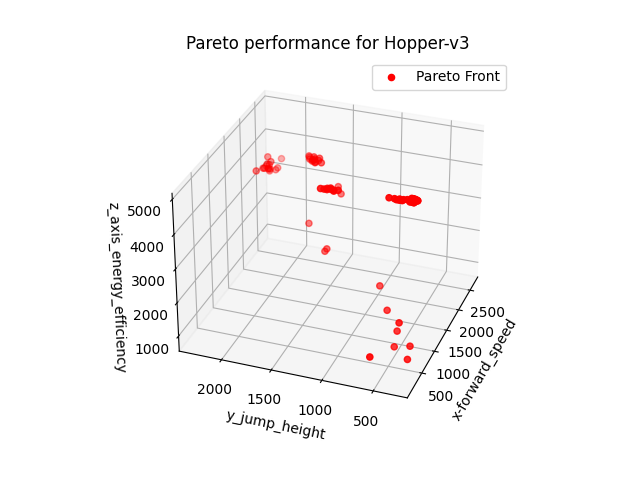 Pareto performance for Hopper-v3
Pareto Front
5000
4000
3000
2000
1000
z_axis_energy_efficiency
2000
1500
1000
500
y_jump_height
2500
2000
1500
1000
500
x-forward_speed